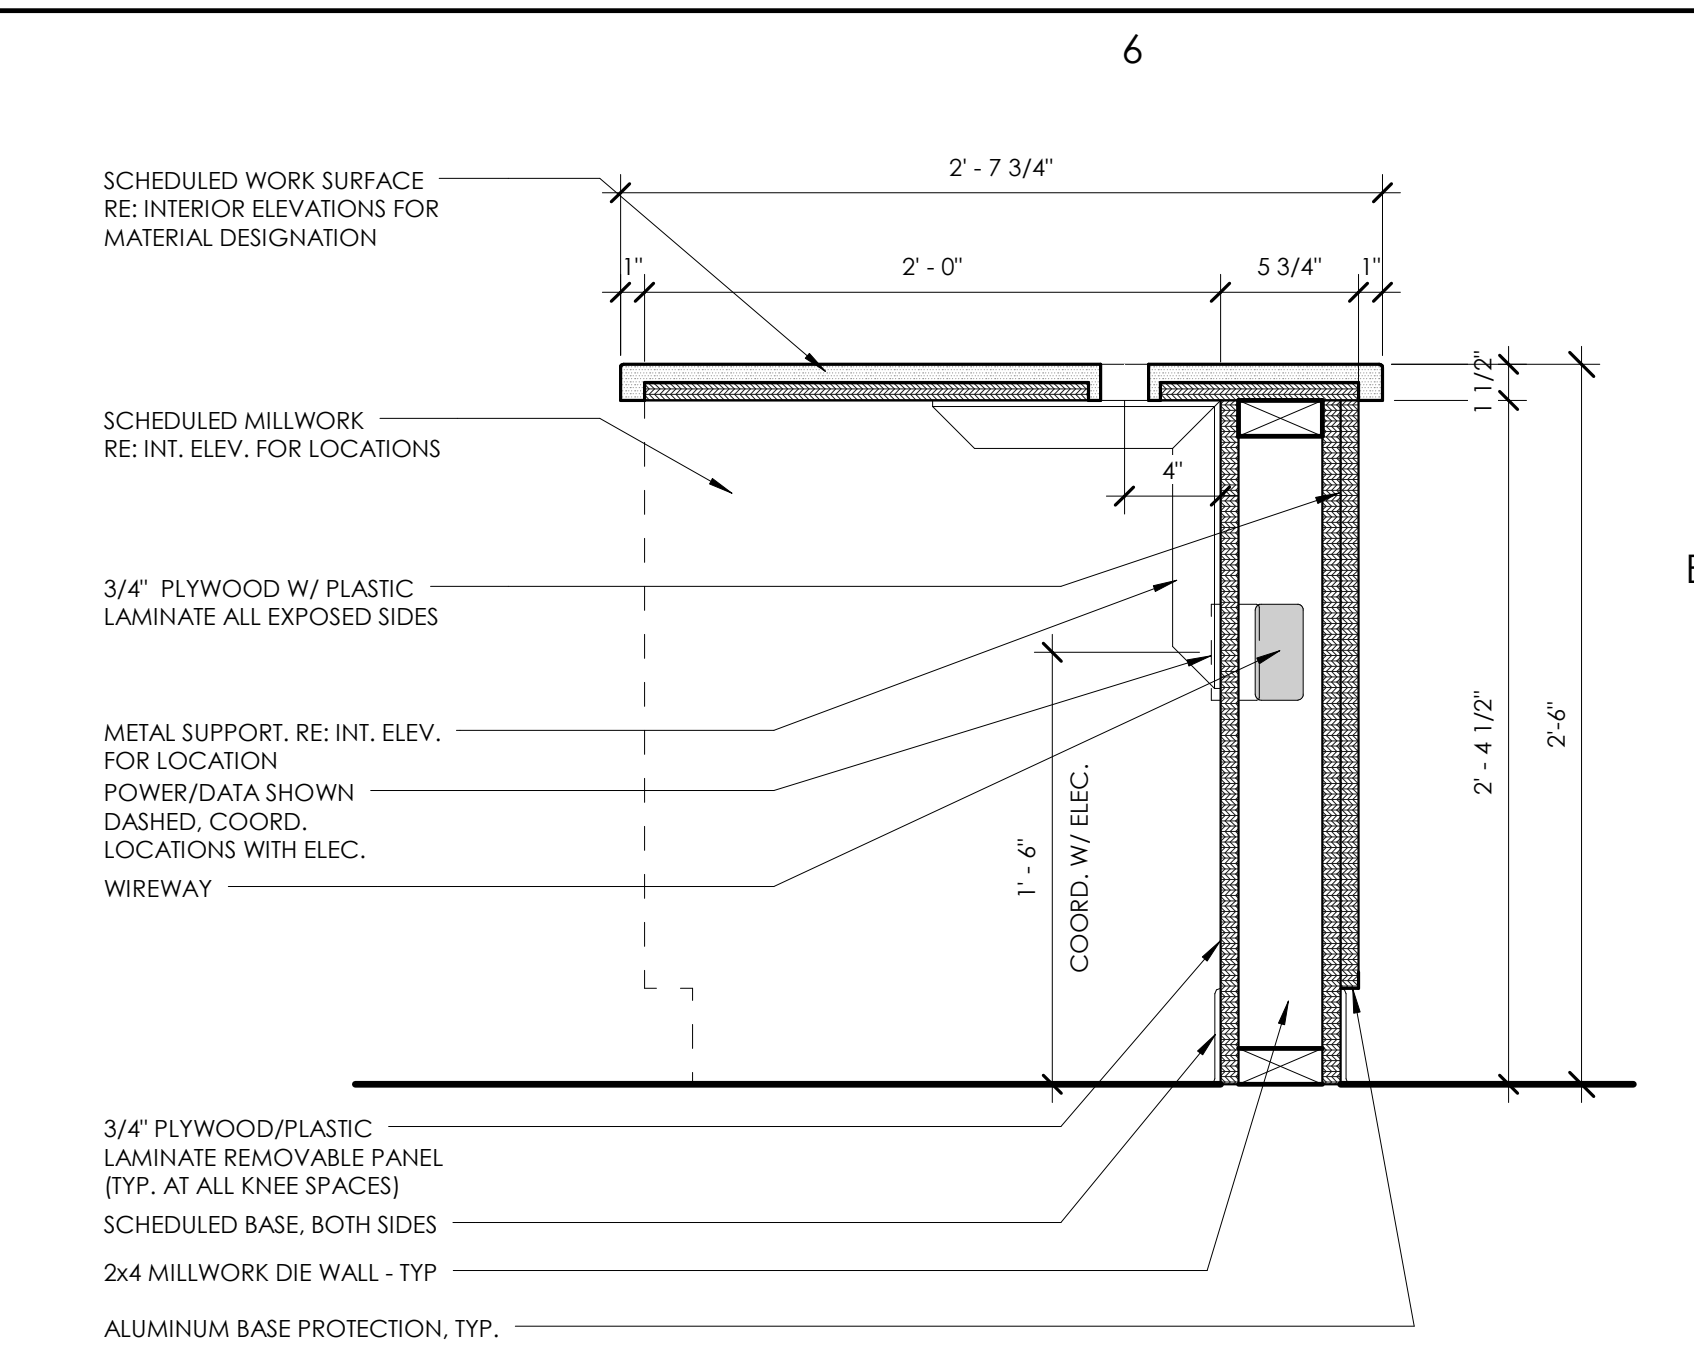 6
2' - 7 3/4"
SCHEDULED WORK SURFACE
RE: INTERIOR ELEVATIONS FOR
MATERIAL DESIGNATION
1"
2' - 0"
5 3/4"
1"
1 1/2"
SCHEDULED MILLWORK
RE: INT. ELEV. FOR LOCATIONS
4"
3/4" PLYWOOD W/ PLASTIC
LAMINATE ALL EXPOSED SIDES
METAL SUPPORT. RE: INT. ELEV.
FOR LOCATION
POWER/DATA SHOWN
DASHED, COORD.
LOCATIONS WITH ELEC.
WIREWAY
1' - 6"
COORD. W/ ELEC.
2' - 4 1/2"
2'-6"
3/4" PLYWOOD/PLASTIC
LAMINATE REMOVABLE PANEL
(TYP. AT ALL KNEE SPACES)
SCHEDULED BASE, BOTH SIDES
2x4 MILLWORK DIE WALL - TYP
ALUMINUM BASE PROTECTION, TYP.